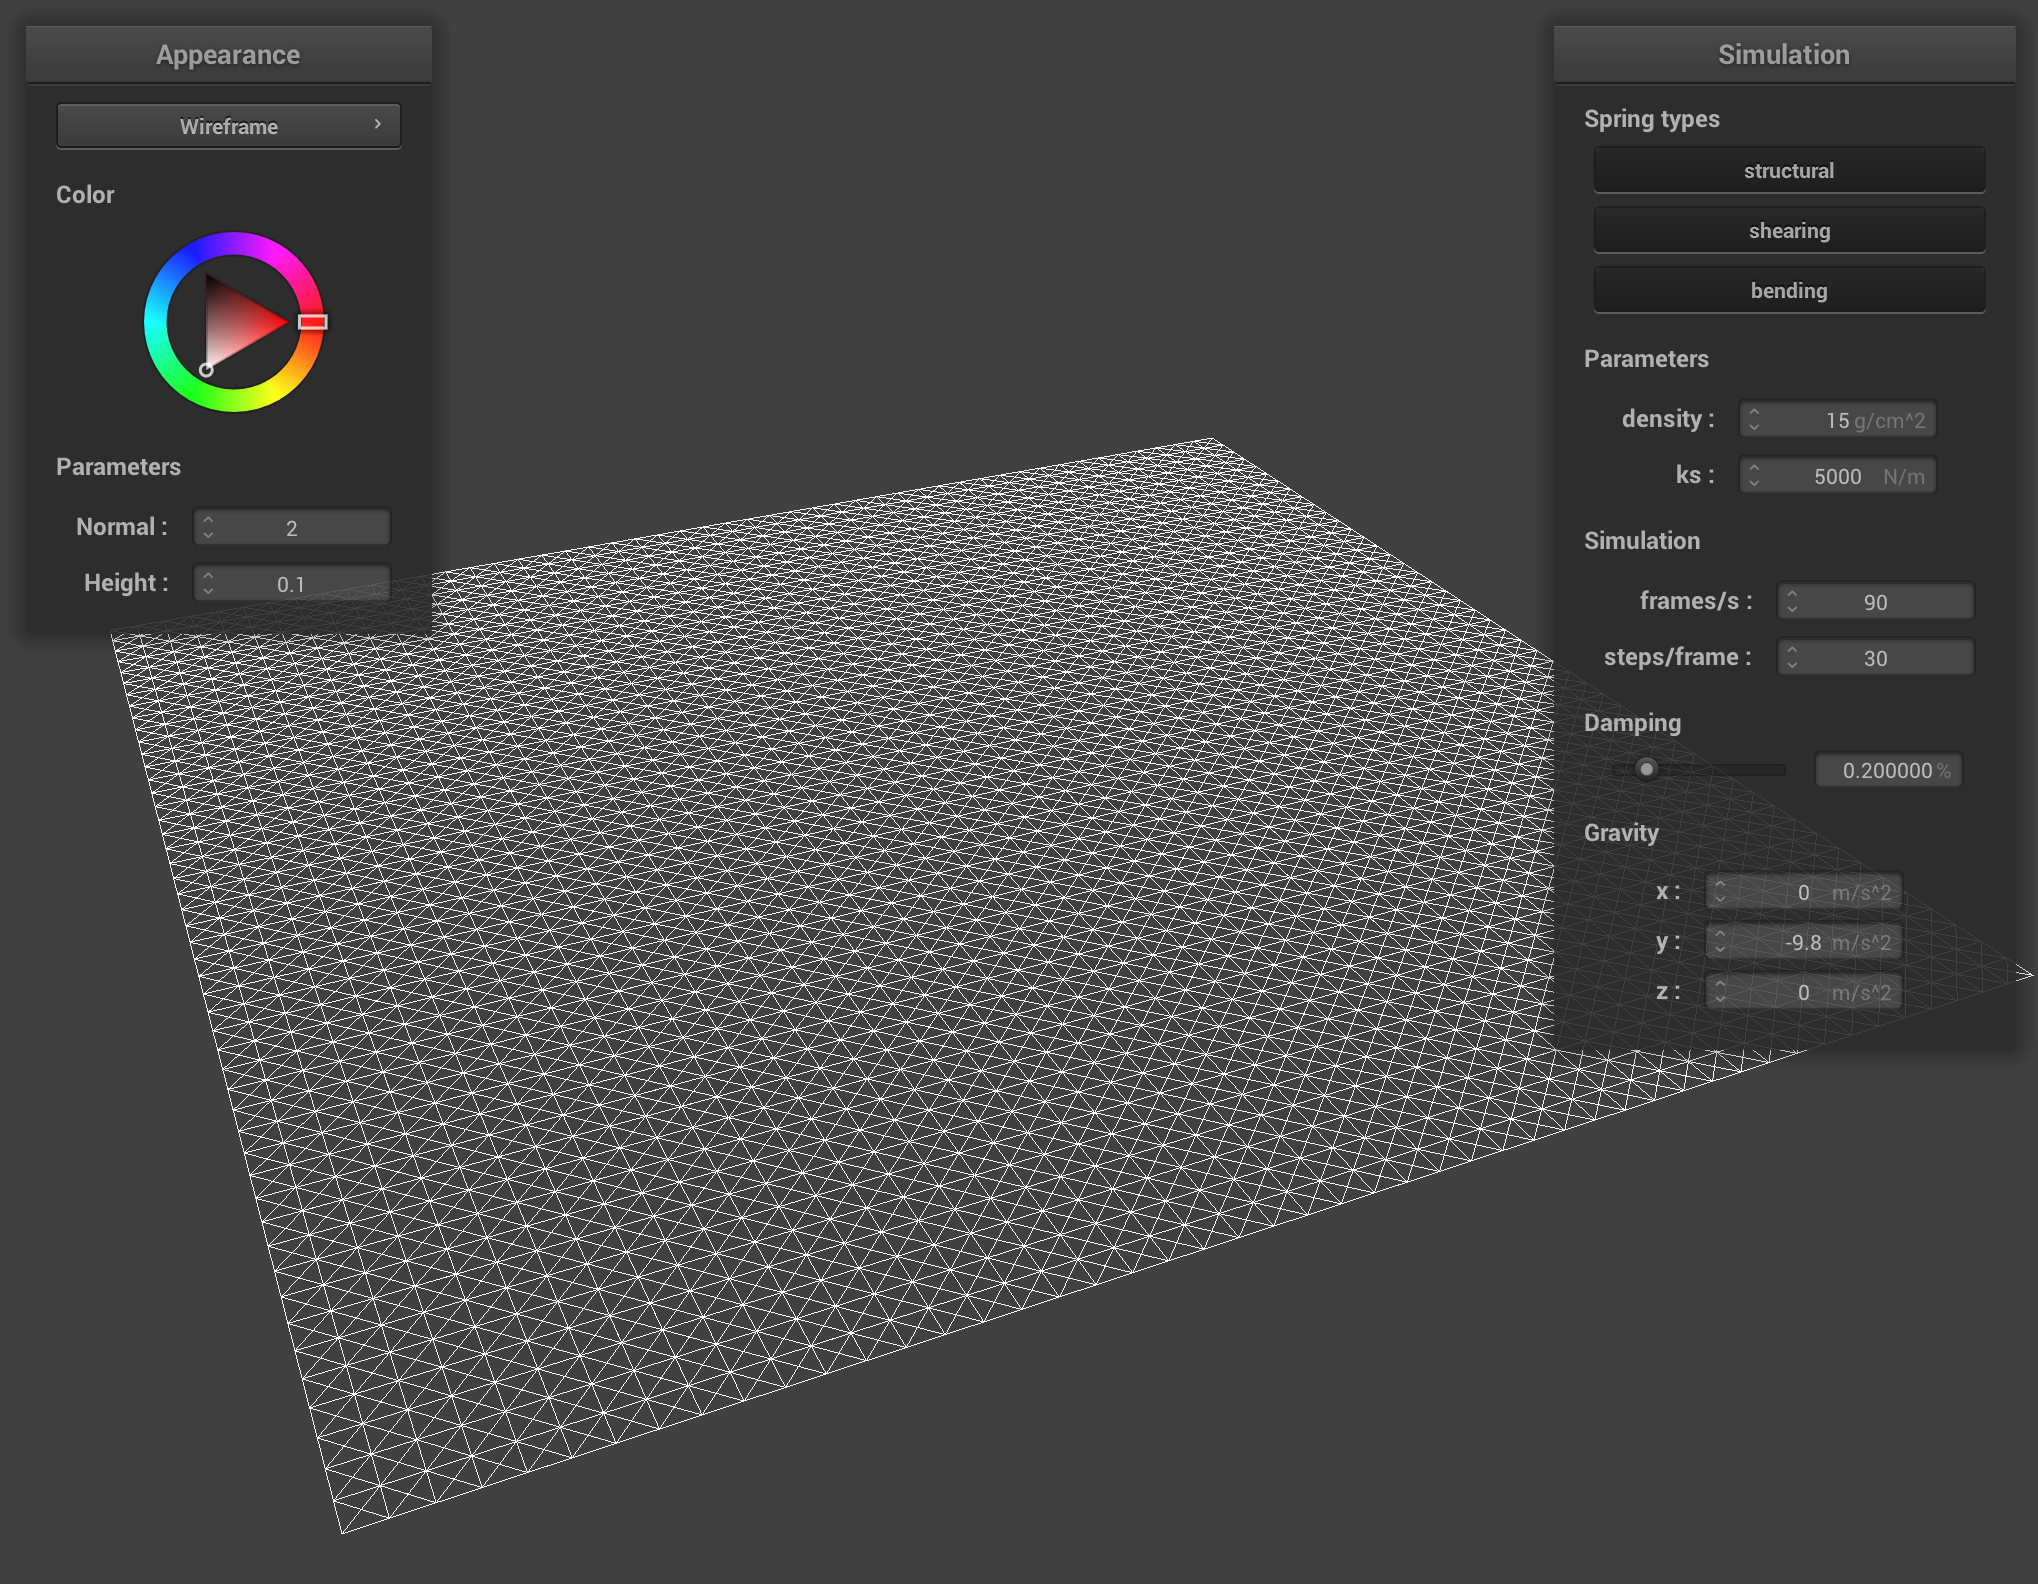 Appearance
Wireframe
Color
Parameters
Normal : 2
Height : 0.1
Simulation
Spring types
structural
shearing
bending
Parameters
density : 15 g/cm^2
ks : 5000 N/m
Simulation
frames/s : 90
steps/frame : 30
Damping
0.200000 %
Gravity
x : 0 m/s^2
y : -9.8 m/s^2
z : 0 m/s^2